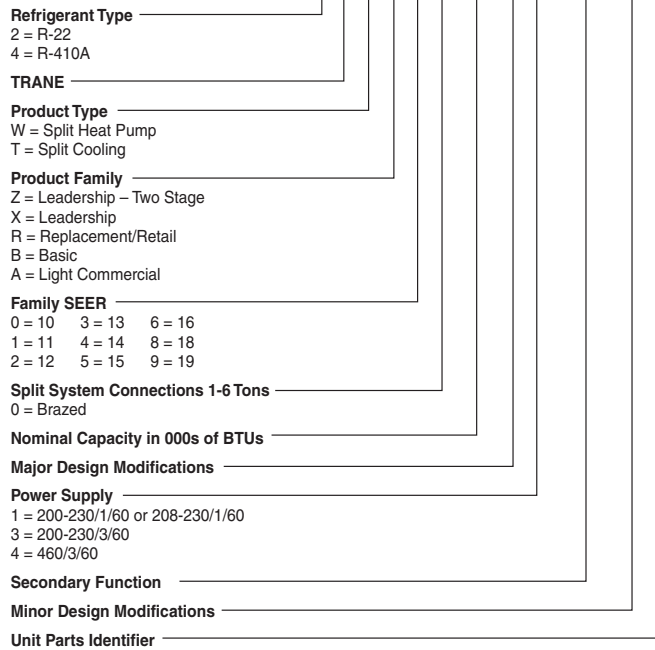 Refrigerant Type
2 = R-22
4 = R-410A
TRANE
Product Type
W = Split Heat Pump
T = Split Cooling
Product Family
Z = Leadership – Two Stage
X = Leadership
R = Replacement/Retail
B = Basic
A = Light Commercial
Family SEER
0 = 10 3 = 13 6 = 16
1 = 11 4 = 14 8 = 18
2 = 12 5 = 15 9 = 19
Split System Connections 1-6 Tons
0 = Brazed
Nominal Capacity in 000s of BTUs
Major Design Modifications
Power Supply
1 = 200-230/1/60 or 208-230/1/60
3 = 200-230/3/60
4 = 460/3/60
Secondary Function
Minor Design Modifications
Unit Parts Identifier